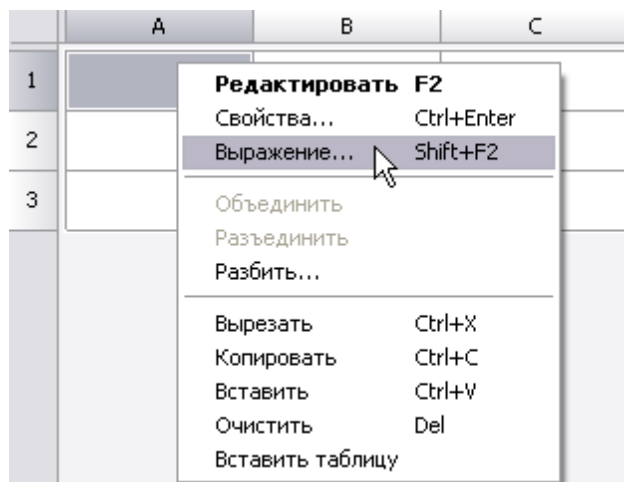 A B C
1
Редактировать F2
Свойства... Ctrl+Enter
2
Выражение... Shift+F2
3
Объединить
Разъединить
Разбить...
Вырезать Ctrl+X
Копировать Ctrl+C
Вставить Ctrl+V
Очистить Del
Вставить таблицу